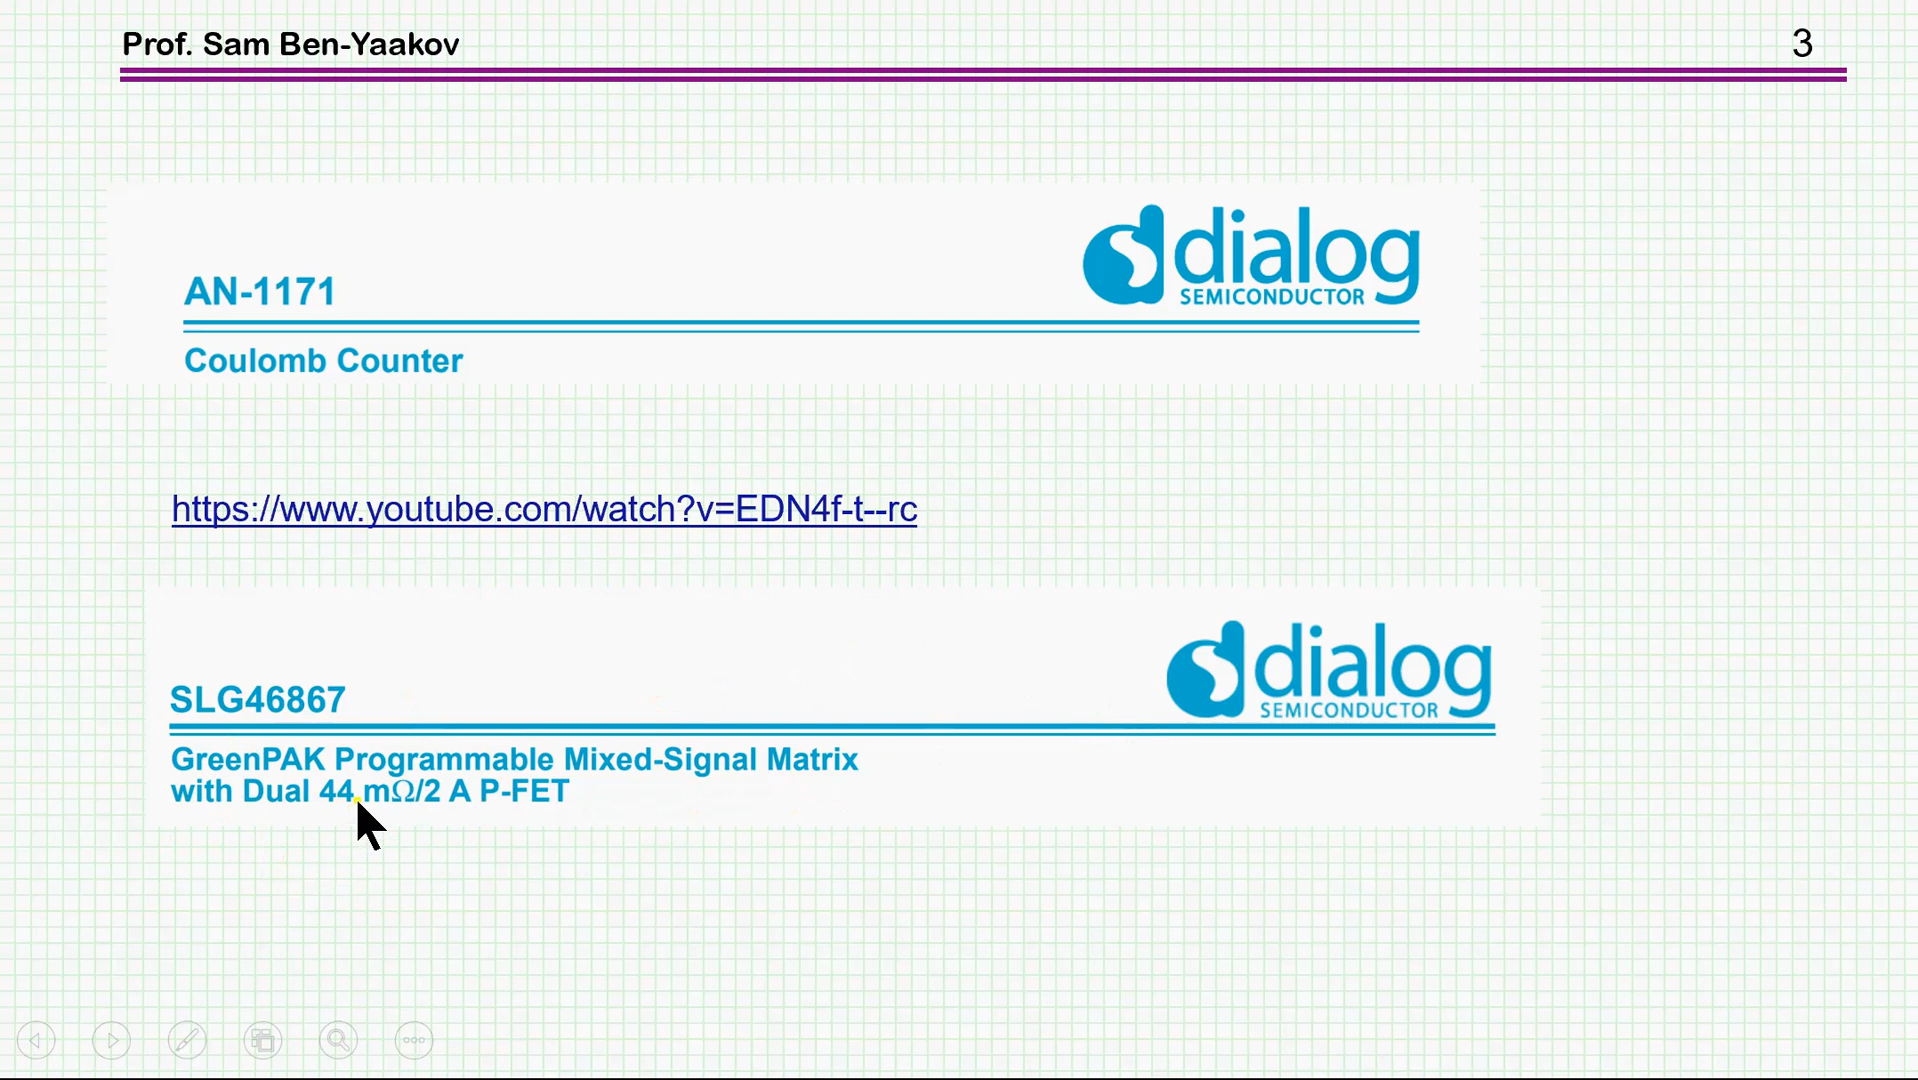 Prof. Sam Ben-Yaakov
3
dialog
SEMICONDUCTOR
AN-1171
Coulomb Counter
https://www.youtube.com/watch?v=EDN4f-t--rc
dialog
SEMICONDUCTOR
SLG46867
GreenPAK Programmable Mixed-Signal Matrix
with Dual 44 mΩ/2 A P-FET